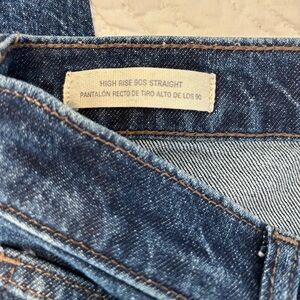 HIGH RISE 90S STRAIGHT
PANTALÓN RECTO DE TIRO ALTO DE LOS 90